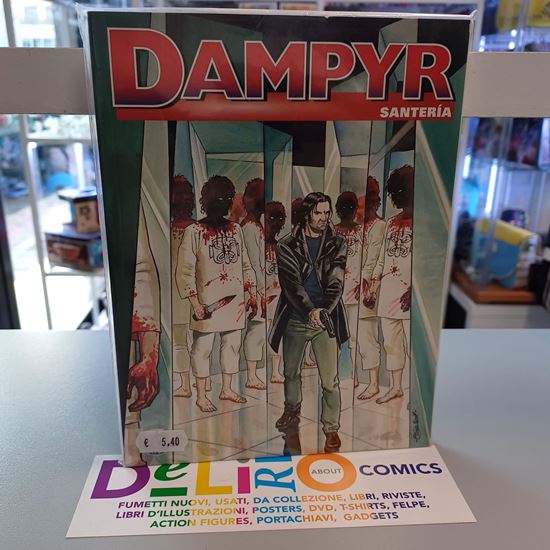 DAMPYR
SANTERÍA
€ 5,40
DeLiRiO ABOUT COMICS
FUMETTI NUOVI, USATI, DA COLLEZIONE, LIBRI, RIVISTE,
LIBRI D'ILLUSTRAZIONI, POSTERS, DVD, T-SHIRTS, FELPE,
ACTION FIGURES, PORTACHIAVI, GADGETS